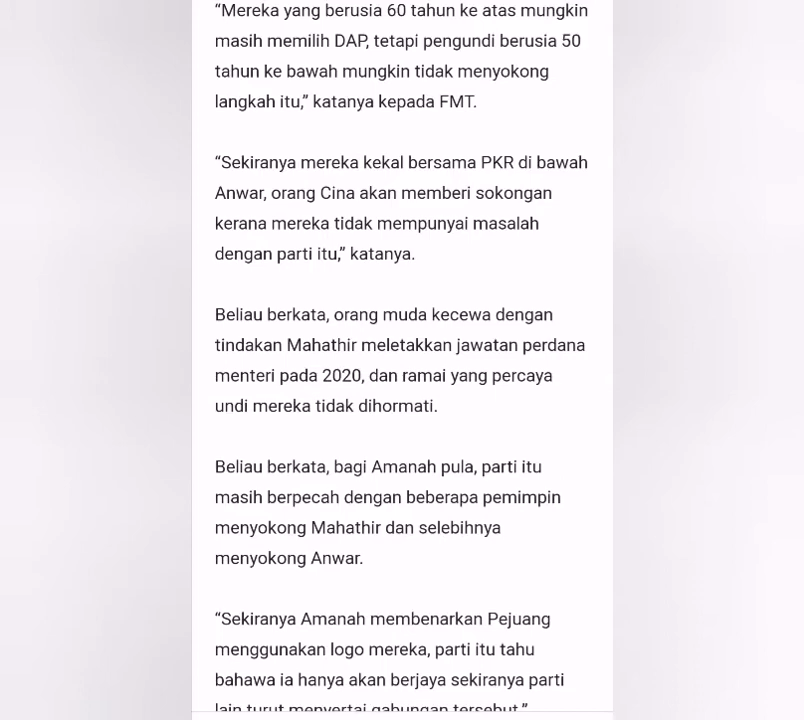 “Mereka yang berusia 60 tahun ke atas mungkin
masih memilih DAP, tetapi pengundi berusia 50
tahun ke bawah mungkin tidak menyokong
langkah itu,” katanya kepada FMT.
“Sekiranya mereka kekal bersama PKR di bawah
Anwar, orang Cina akan memberi sokongan
kerana mereka tidak mempunyai masalah
dengan parti itu,” katanya.
Beliau berkata, orang muda kecewa dengan
tindakan Mahathir meletakkan jawatan perdana
menteri pada 2020, dan ramai yang percaya
undi mereka tidak dihormati.
Beliau berkata, bagi Amanah pula, parti itu
masih berpecah dengan beberapa pemimpin
menyokong Mahathir dan selebihnya
menyokong Anwar.
“Sekiranya Amanah membenarkan Pejuang
menggunakan logo mereka, parti itu tahu
bahawa ia hanya akan berjaya sekiranya parti
lain turut menyertai gabungan tersebut.”